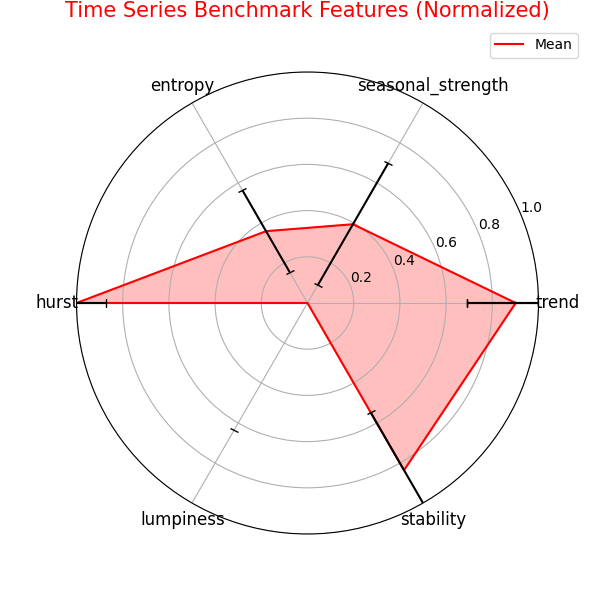 Time Series Benchmark Features (Normalized)
Mean
entropy
seasonal_strength
1.0
0.8
0.6
0.4
0.2
hurst
trend
lumpiness
stability